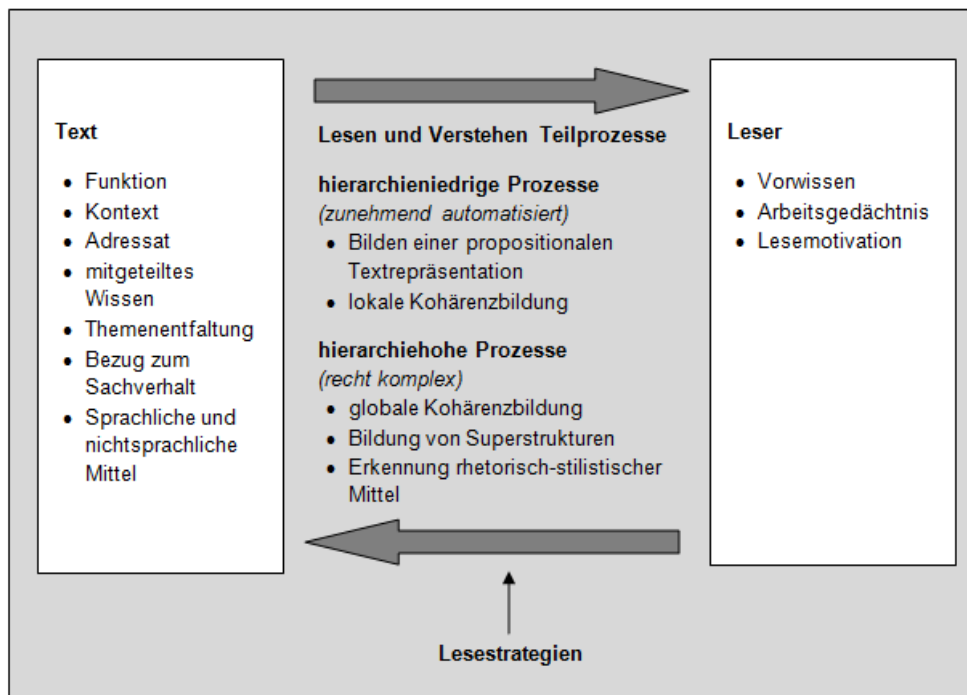 Text
• Funktion
• Kontext
• Adressat
• mitgeteiltes
Wissen
• Themenentfaltung
• Bezug zum
Sachverhalt
• Sprachliche und
nichtsprachliche
Mittel
Lesen und Verstehen Teilprozesse
hierarchieniedrige Prozesse
(zunehmend automatisiert)
• Bilden einer propositionalen
Textrepräsentation
• lokale Kohärenzbildung
hierarchiehohe Prozesse
(recht komplex)
• globale Kohärenzbildung
• Bildung von Superstrukturen
• Erkennung rhetorisch-stilistischer
Mittel
Leser
• Vorwissen
• Arbeitsgedächtnis
• Lesemotivation
Lesestrategien